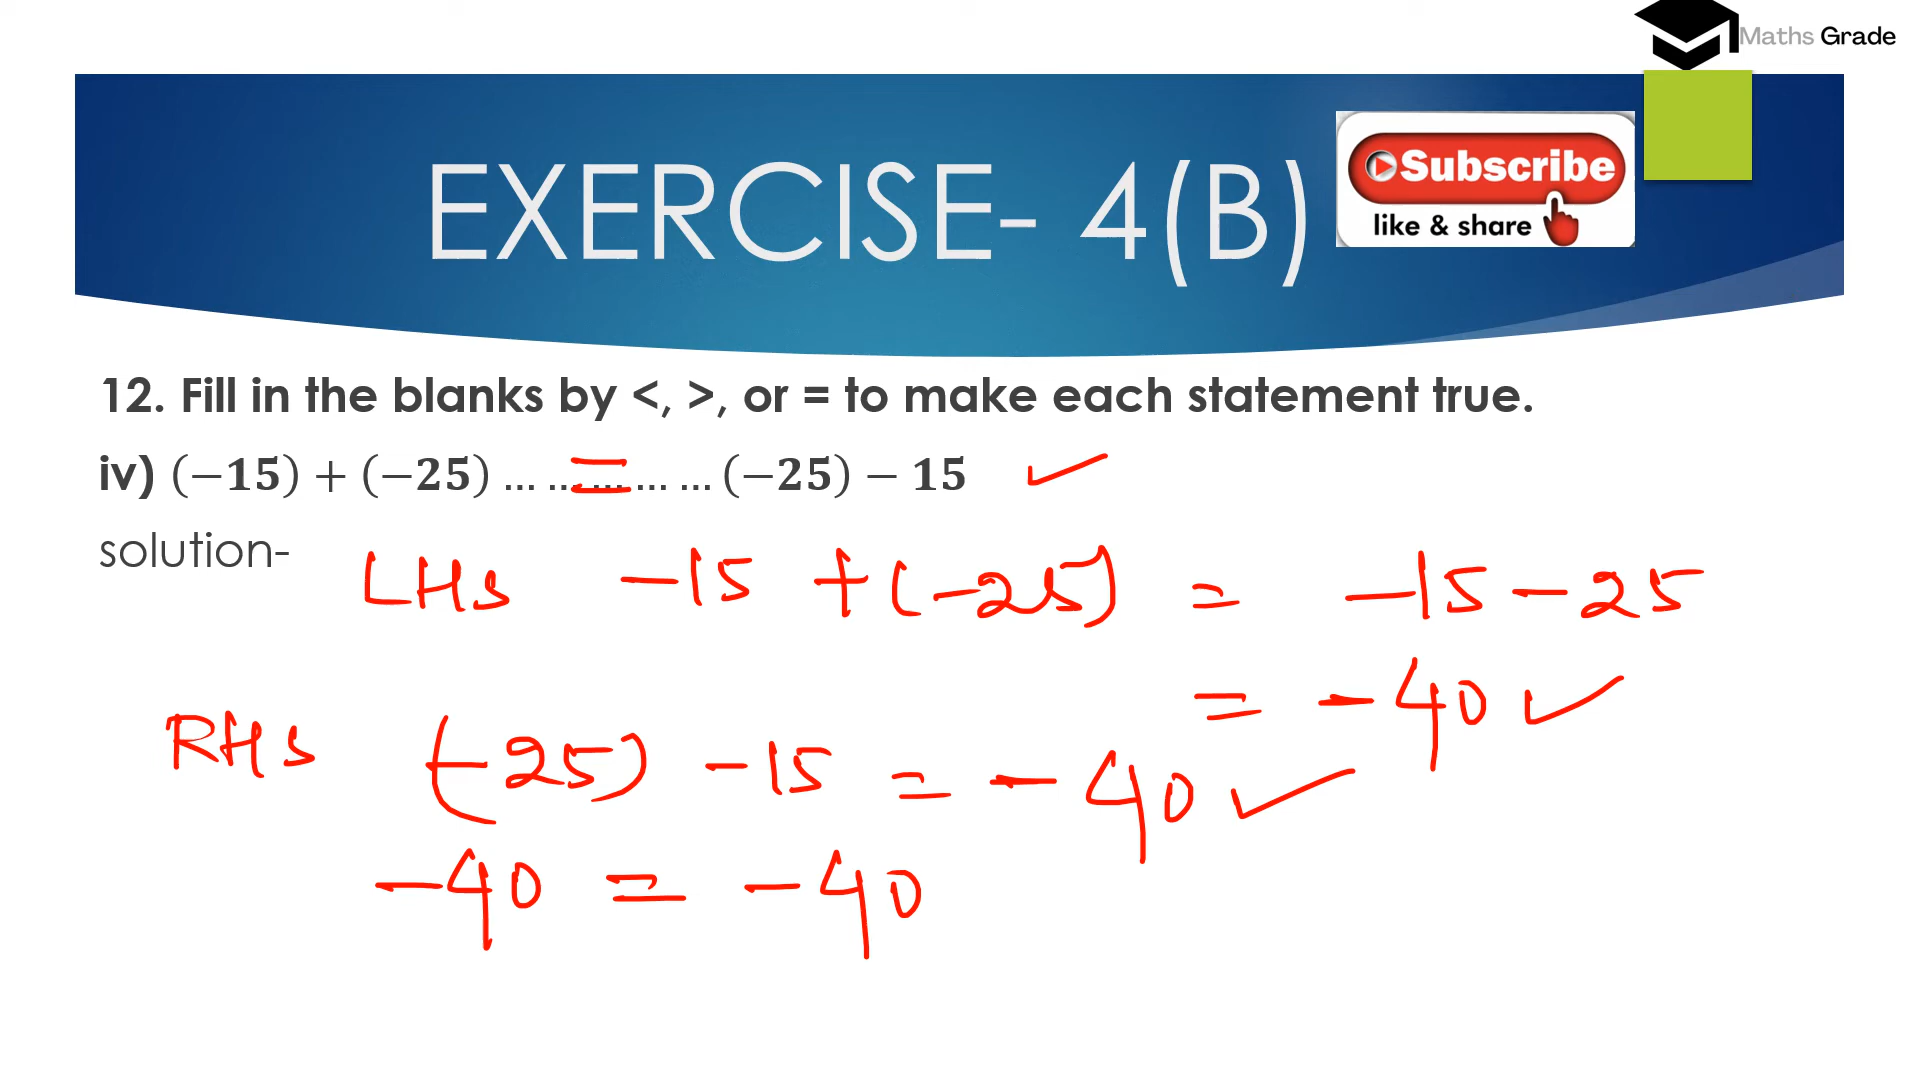 Maths Grade
EXERCISE- 4(B)
Subscribe
like & share
12. Fill in the blanks by <, >, or = to make each statement true.
iv) (−15) + (−25) ... ... = ... ... ... (−25) − 15 ✓
solution-
LHS −15 + (−25) = −15 − 25
= −40 ✓
RHS (−25) −15 = −40 ✓
−40 = −40